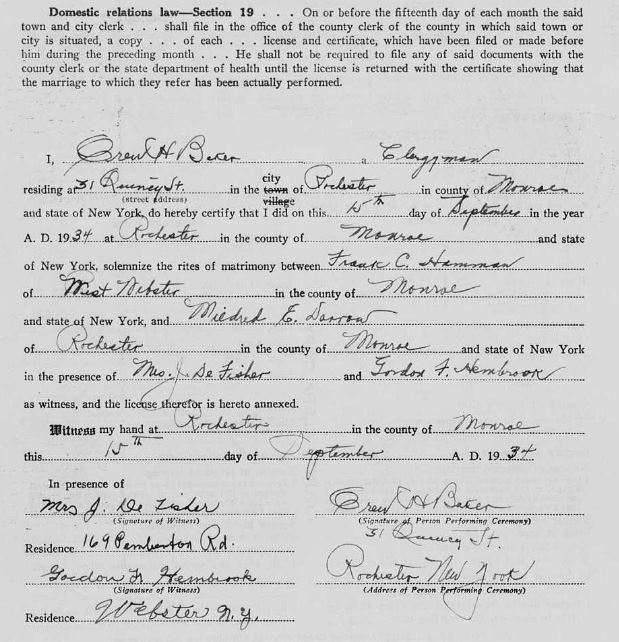 Domestic relations law—Section 19 . . . On or before the fifteenth day of each month the said
town and city clerk . . . shall file in the office of the county clerk of the county in which said town or
city is situated, a copy . . . of each . . . license and certificate, which have been filed or made before
him during the preceding month . . . He shall not be required to file any of said documents with the
county clerk or the state department of health until the license is returned with the certificate showing that
the marriage to which they refer has been actually performed.
I, H Baker a Clergyman
residing at 31 Quincy St. in the city town village of Rochester in county of Monroe
(street address)
and state of New York, do hereby certify that I did on this 15th day of September in the year
A. D. 1934 at Rochester in the county of Monroe and state
of New York, solemnize the rites of matrimony between Frank C. Hamman
of West Webster in the county of Monroe
and state of New York, and Mildred E. Darrow
of Rochester in the county of Monroe and state of New York
in the presence of Mrs. J. De Fisher and Gordon F. Hembrook
as witness, and the license therefor is hereto annexed.
Witness my hand at Rochester in the county of Monroe
this 15th day of September A. D. 1934
In presence of
Mrs J. De Fisher
(Signature of Witness)
Residence 169 Pemberton Rd.
Gordon F. Hembrook
(Signature of Witness)
Residence Webster N.Y.
H Baker
(Signature of Person Performing Ceremony)
31 Quincy St.
Rochester New York
(Address of Person Performing Ceremony)